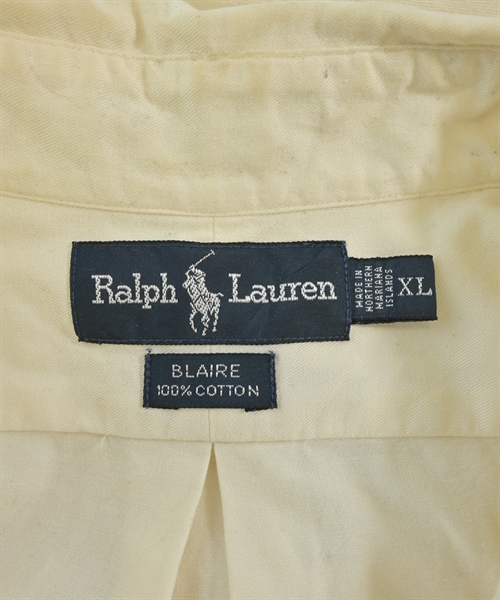 Ralph Lauren
MADE IN
NORTHERN
MARIANA
ISLANDS
XL
BLAIRE
100% COTTON